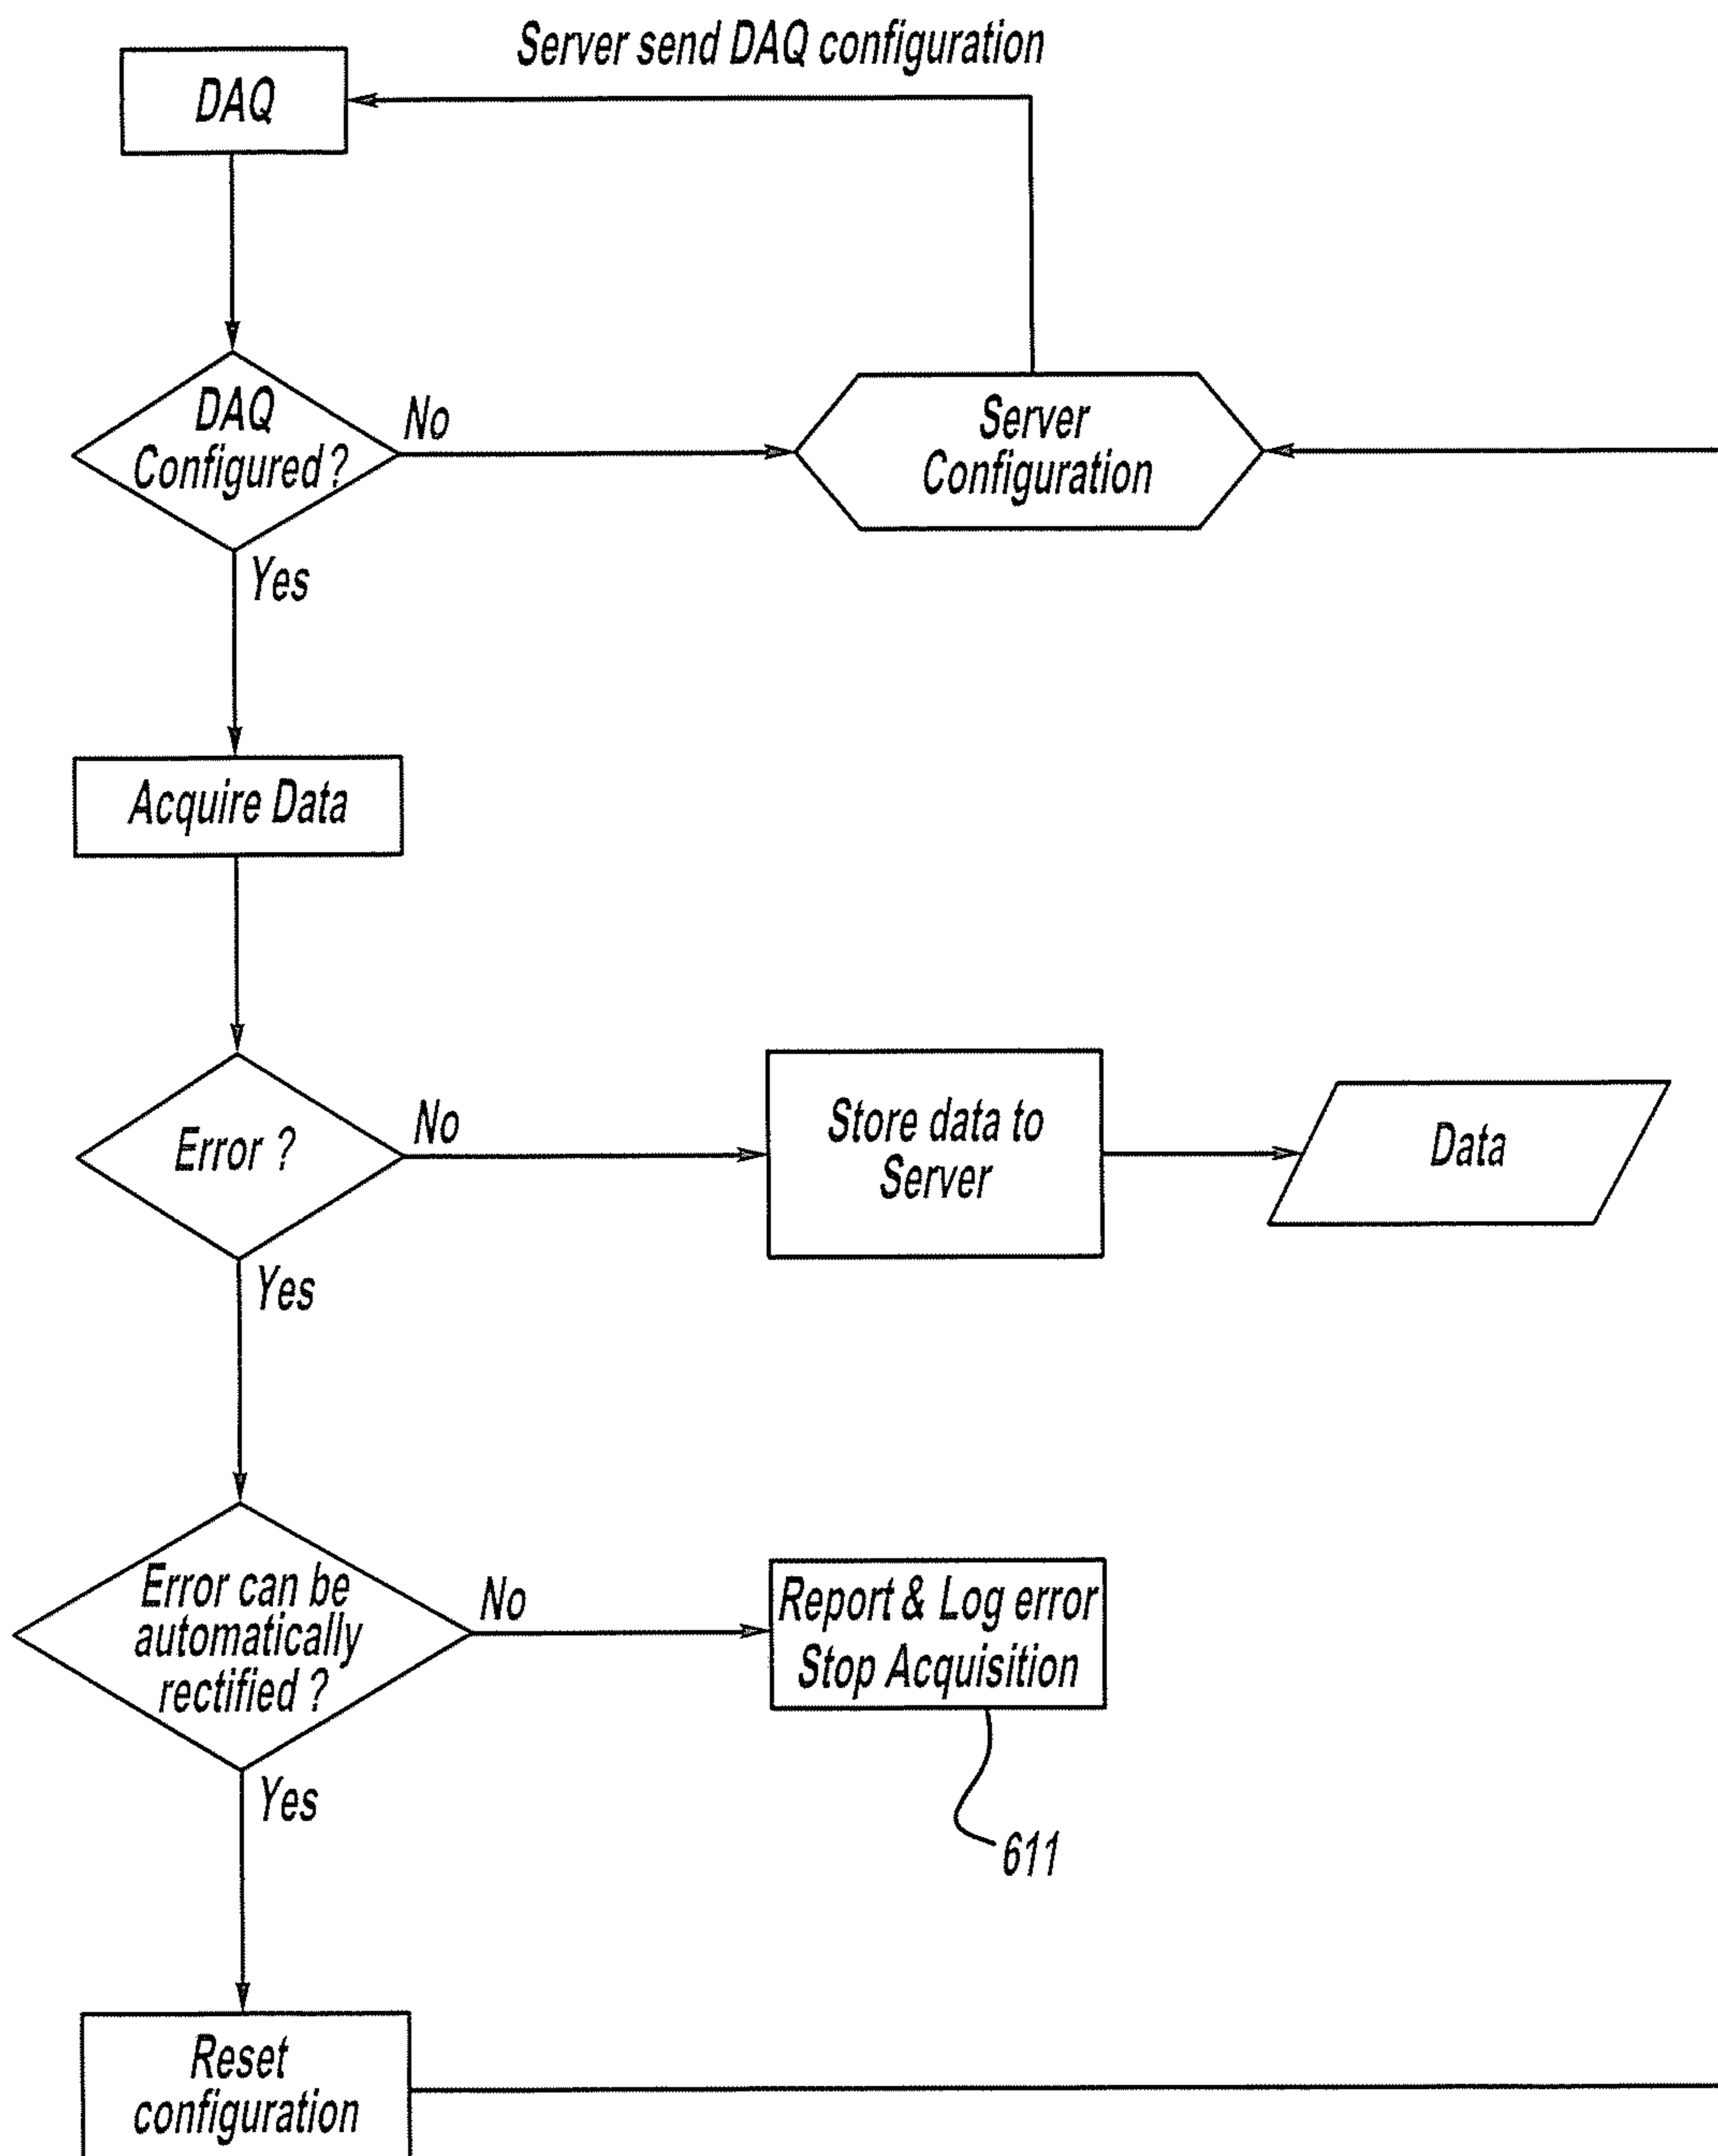 Server send DAQ configuration
DAQ
DAQ
Configured?
No
Server
Configuration
Yes
Acquire Data
Error ?
No
Store data to
Server
Data
Yes
Error can be
automatically
rectified ?
No
Report & Log error
Stop Acquisition
Yes
611
Reset
configuration